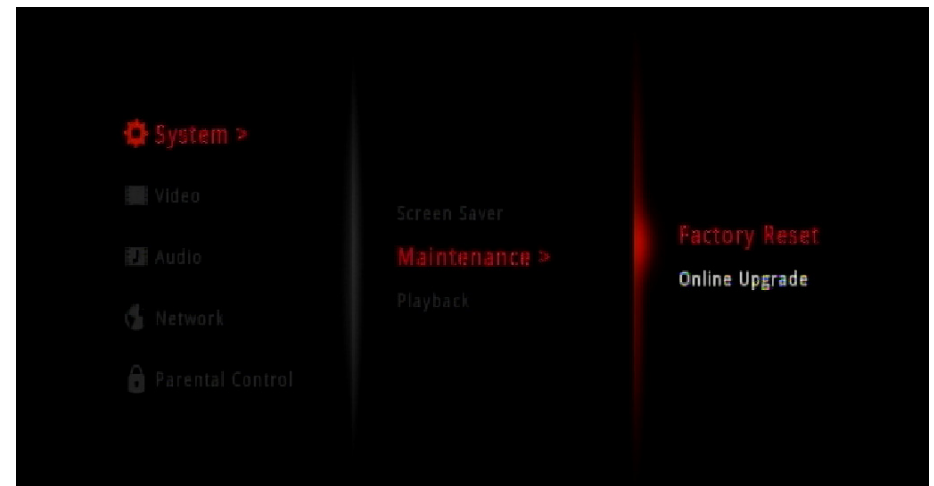 System >
Video
Audio
Network
Parental Control
Screen Saver
Maintenance >
Playback
Factory Reset
Online Upgrade